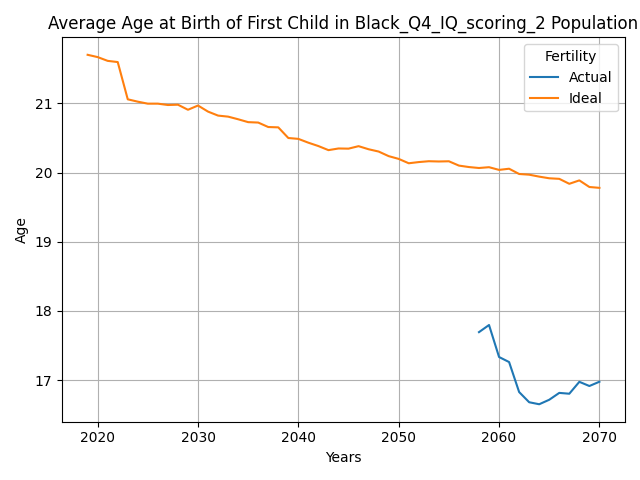 Average Age at Birth of First Child in Black_Q4_IQ_scoring_2 Population
Fertility
Actual
Ideal
21
20
19
18
17
Age
2020
2030
2040
2050
2060
2070
Years